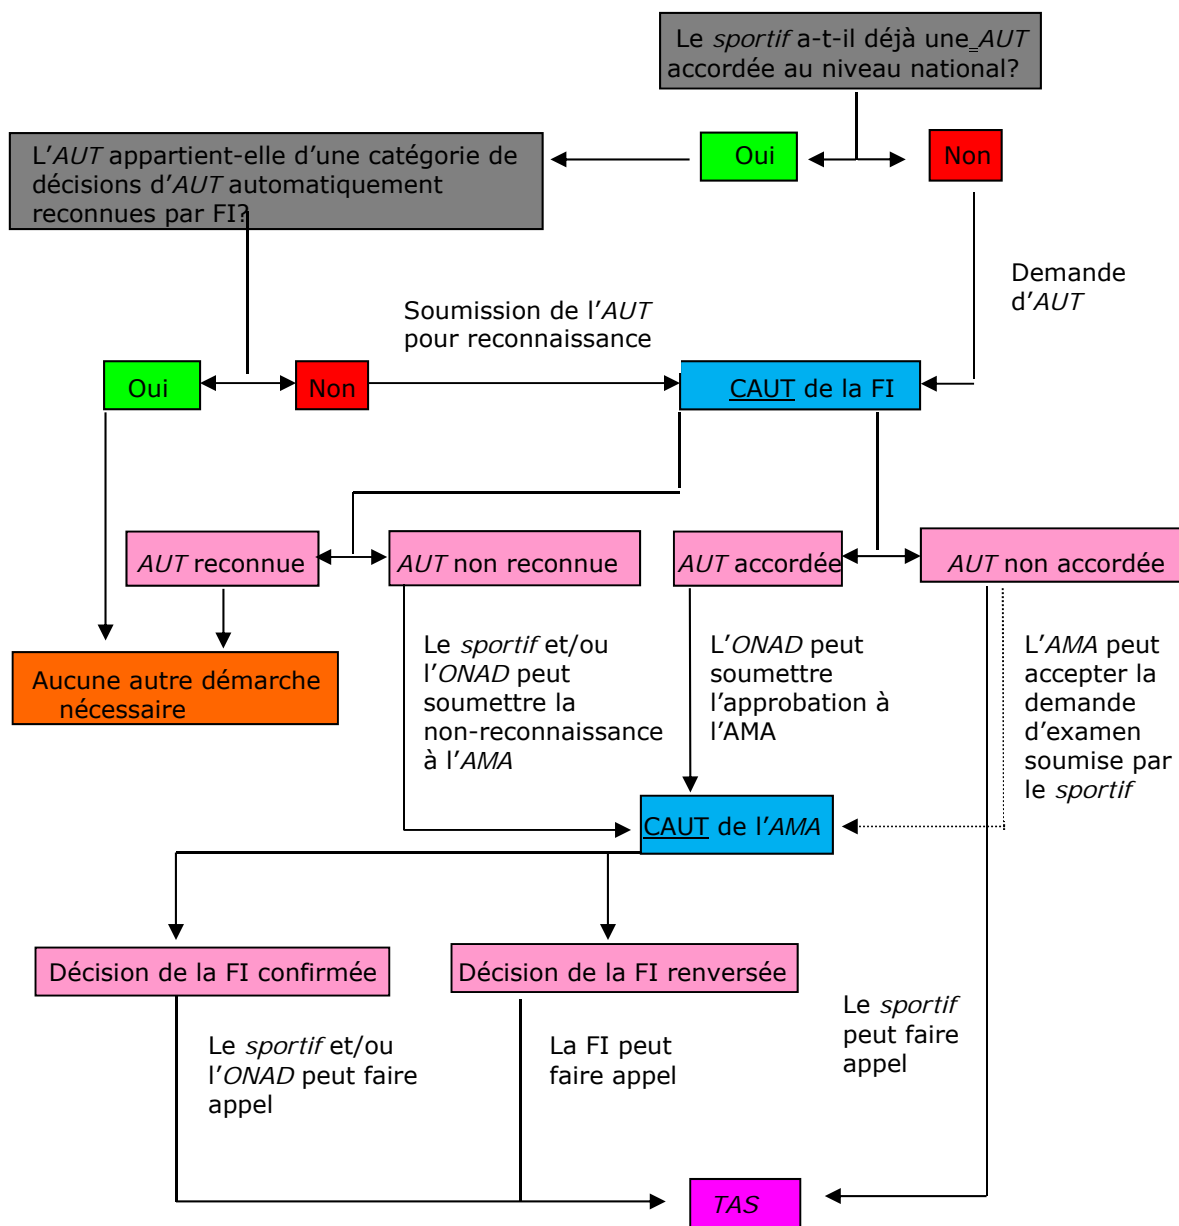 Le sportif a-t-il déjà une AUT
accordée au niveau national?
Oui
Non
L'AUT appartient-elle d'une catégorie de
décisions d'AUT automatiquement
reconnues par FI?
Demande
d'AUT
Soumission de l'AUT
pour reconnaissance
Oui
Non
CAUT de la FI
AUT reconnue
AUT non reconnue
AUT accordée
AUT non accordée
Aucune autre démarche
nécessaire
Le sportif et/ou
l'ONAD peut
soumettre la
non-reconnaissance
à l'AMA
L'ONAD peut
soumettre
l'approbation à
l'AMA
L'AMA peut
accepter la
demande
d'examen
soumise par
le sportif
CAUT de l'AMA
Décision de la FI confirmée
Décision de la FI renversée
Le sportif et/ou
l'ONAD peut faire
appel
La FI peut
faire appel
Le sportif
peut faire
appel
TAS